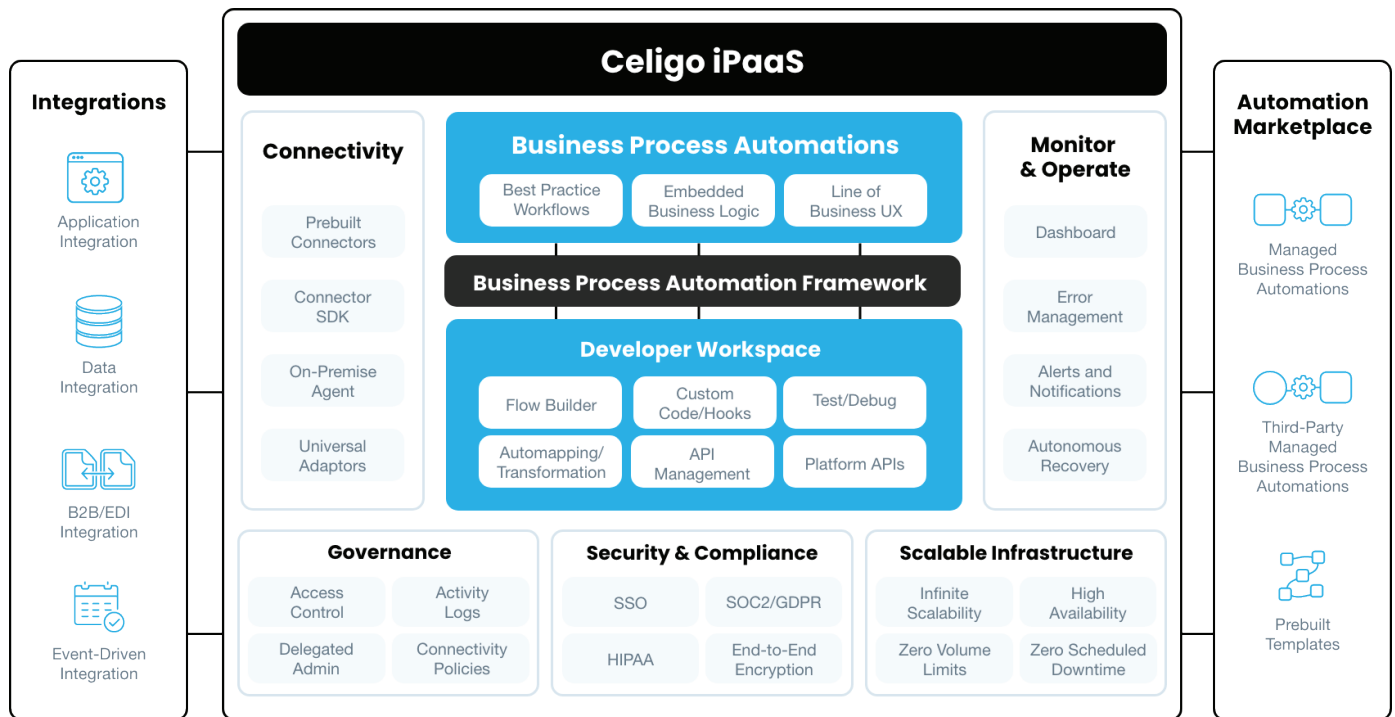 Celigo iPaaS
Integrations
Application
Integration
Data
Integration
B2B/EDI
Integration
Event-Driven
Integration
Connectivity
Prebuilt
Connectors
Connector
SDK
On-Premise
Agent
Universal
Adaptors
Business Process Automations
Best Practice
Workflows
Embedded
Business Logic
Line of
Business UX
Business Process Automation Framework
Developer Workspace
Flow Builder
Custom
Code/Hooks
Test/Debug
Automapping/
Transformation
API
Management
Platform APIs
Monitor
& Operate
Dashboard
Error
Management
Alerts and
Notifications
Autonomous
Recovery
Governance
Access
Control
Activity
Logs
Delegated
Admin
Connectivity
Policies
Security & Compliance
SSO
SOC2/GDPR
HIPAA
End-to-End
Encryption
Scalable Infrastructure
Infinite
Scalability
High
Availability
Zero Volume
Limits
Zero Scheduled
Downtime
Automation
Marketplace
Managed
Business Process
Automations
Third-Party
Managed
Business Process
Automations
Prebuilt
Templates